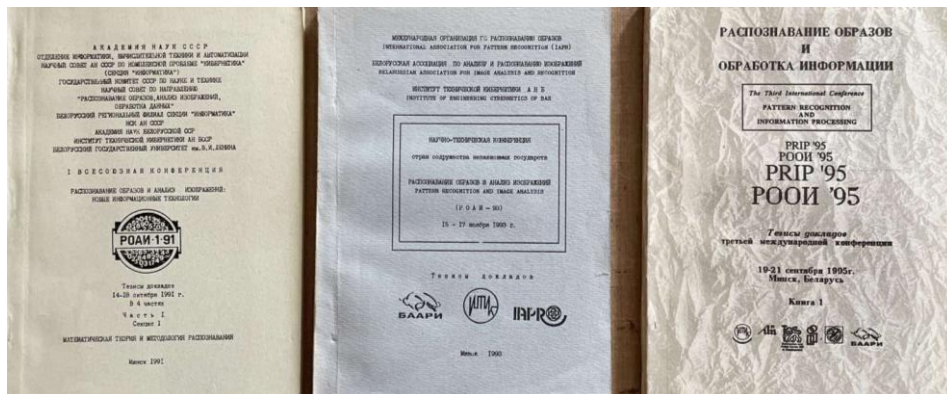 АКАДЕМИЯ НАУК СССР
ОТДЕЛЕНИЕ ИНФОРМАТИКИ, ВЫЧИСЛИТЕЛЬНОЙ ТЕХНИКИ И АВТОМАТИЗАЦИИ
НАУЧНЫЙ СОВЕТ АН СССР ПО КОМПЛЕКСНОЙ ПРОБЛЕМЕ "КИБЕРНЕТИКА"
(СЕКЦИЯ "ИНФОРМАТИКА")
ГОСУДАРСТВЕННЫЙ КОМИТЕТ СССР ПО НАУКЕ И ТЕХНИКЕ
НАУЧНЫЙ СОВЕТ ПО НАПРАВЛЕНИЮ
"РАСПОЗНАВАНИЕ ОБРАЗОВ, АНАЛИЗ ИЗОБРАЖЕНИЙ,
ОБРАБОТКА ДАННЫХ"
БЕЛОРУССКИЙ РЕГИОНАЛЬНЫЙ ФИЛИАЛ СЕКЦИИ "ИНФОРМАТИКА"
НСК АН СССР
АКАДЕМИЯ НАУК БЕЛОРУССКОЙ ССР
ИНСТИТУТ ТЕХНИЧЕСКОЙ КИБЕРНЕТИКИ АН БССР
БЕЛОРУССКИЙ ГОСУДАРСТВЕННЫЙ УНИВЕРСИТЕТ им. В.И.ЛЕНИНА
I ВСЕСОЮЗНАЯ КОНФЕРЕНЦИЯ
РАСПОЗНАВАНИЕ ОБРАЗОВ И АНАЛИЗ ИЗОБРАЖЕНИЙ:
НОВЫЕ ИНФОРМАЦИОННЫЕ ТЕХНОЛОГИИ
РОАИ·1·91
Тезисы докладов
14-18 октября 1991 г.
В 4 частях
Часть I
Секция 1
МАТЕМАТИЧЕСКАЯ ТЕОРИЯ И МЕТОДОЛОГИЯ РАСПОЗНАВАНИЯ
Минск 1991
МЕЖДУНАРОДНАЯ ОРГАНИЗАЦИЯ ПО РАСПОЗНАВАНИЮ ОБРАЗОВ
INTERNATIONAL ASSOCIATION FOR PATTERN RECOGNITION (IAPR)
БЕЛОРУССКАЯ АССОЦИАЦИЯ ПО АНАЛИЗУ И РАСПОЗНАВАНИЮ ИЗОБРАЖЕНИЙ
BELARUSSIAN ASSOCIATION FOR IMAGE ANALYSIS AND RECOGNITION
ИНСТИТУТ ТЕХНИЧЕСКОЙ КИБЕРНЕТИКИ А Н Б
INSTITUTE OF ENGINEERING CYBERNETICS OF BAS
НАУЧНО-ТЕХНИЧЕСКАЯ КОНФЕРЕНЦИЯ
стран содружества независимых государств
РАСПОЗНАВАНИЕ ОБРАЗОВ И АНАЛИЗ ИЗОБРАЖЕНИЙ
PATTERN RECOGNITION AND IMAGE ANALYSIS
(Р О А И - 93)
15 - 17 ноября 1993 г.
Тезисы докладов
БААРИ
ИТК
IAPR
Минск 1993
РАСПОЗНАВАНИЕ ОБРАЗОВ
И
ОБРАБОТКА ИНФОРМАЦИИ
The Third International Conference
PATTERN RECOGNITION
AND
INFORMATION PROCESSING
PRIP '95
РООИ '95
PRIP '95
РООИ '95
Тезисы докладов
третьей международной конференции
19-21 сентября 1995г.
Минск, Беларусь
Книга 1
БААРИ